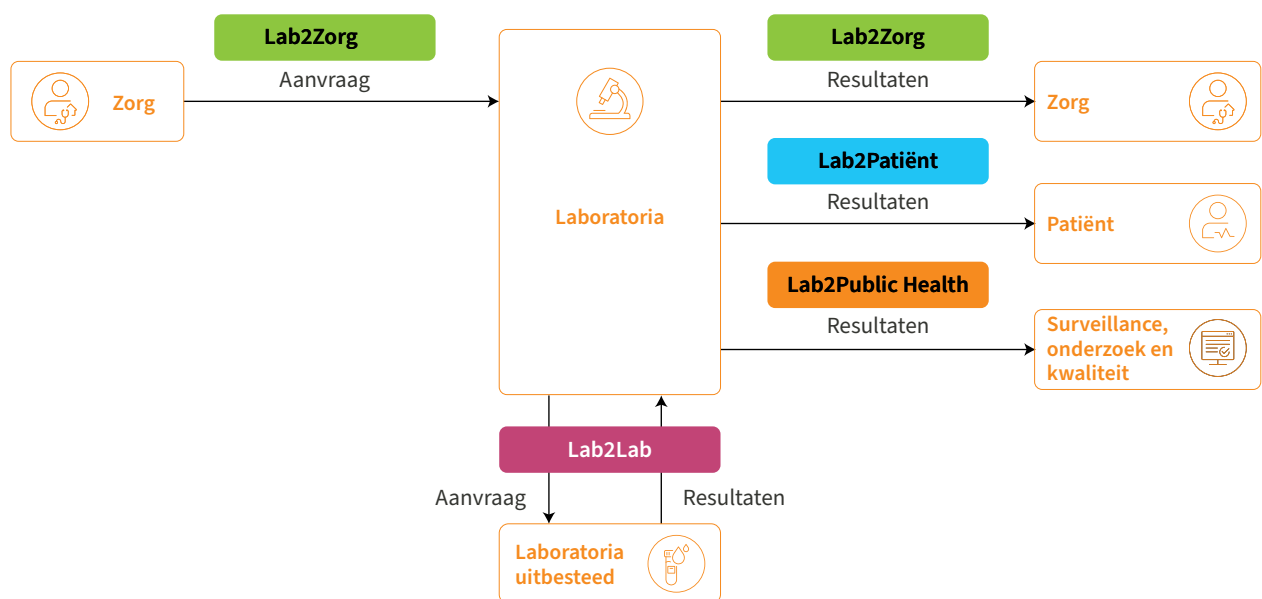 Lab2Zorg
Aanvraag
Zorg
Laboratoria
Lab2Zorg
Resultaten
Zorg
Lab2Patiënt
Resultaten
Patiënt
Lab2Public Health
Resultaten
Surveillance,
onderzoek en
kwaliteit
Lab2Lab
Aanvraag
Resultaten
Laboratoria
uitbesteed